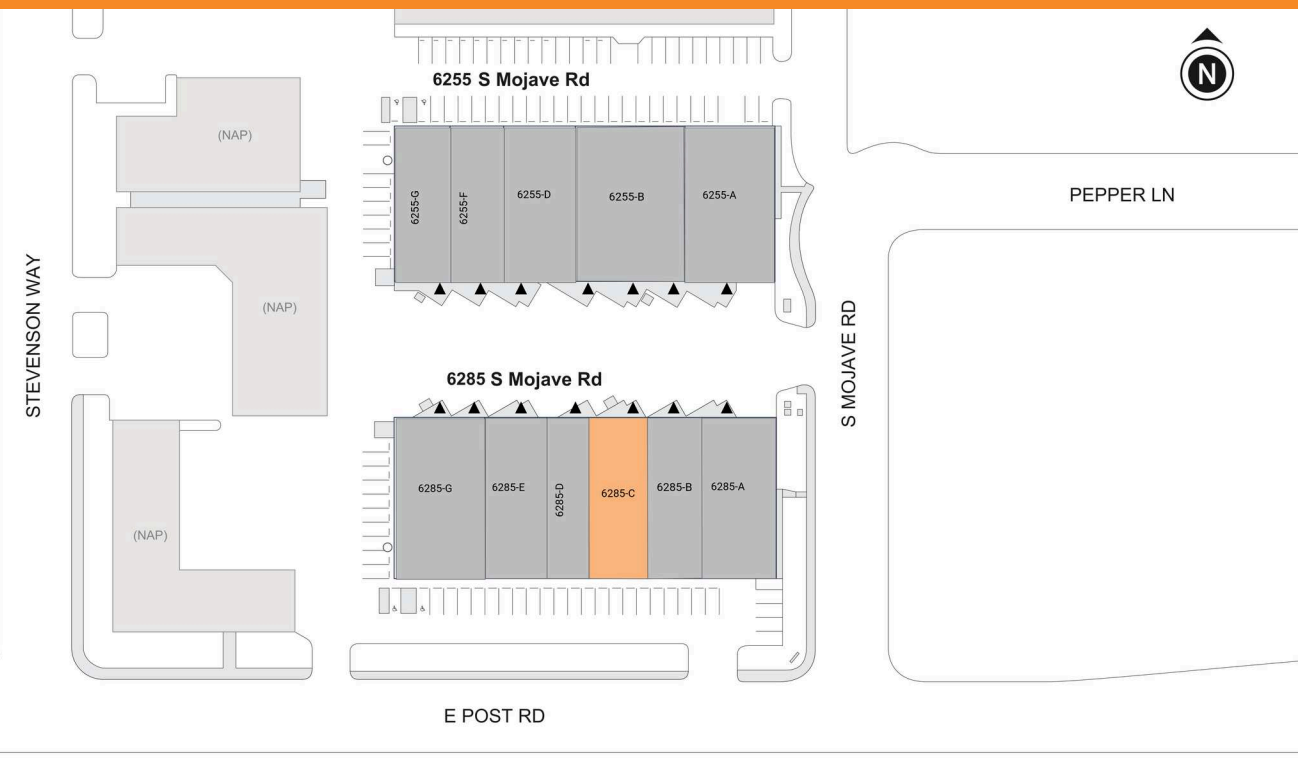 N
6255 S Mojave Rd
(NAP)
6255-G
6255-F
6255-D
6255-B
6255-A
PEPPER LN
STEVENSON WAY
(NAP)
S MOJAVE RD
6285 S Mojave Rd
6285-G
6285-E
6285-D
6285-C
6285-B
6285-A
(NAP)
E POST RD